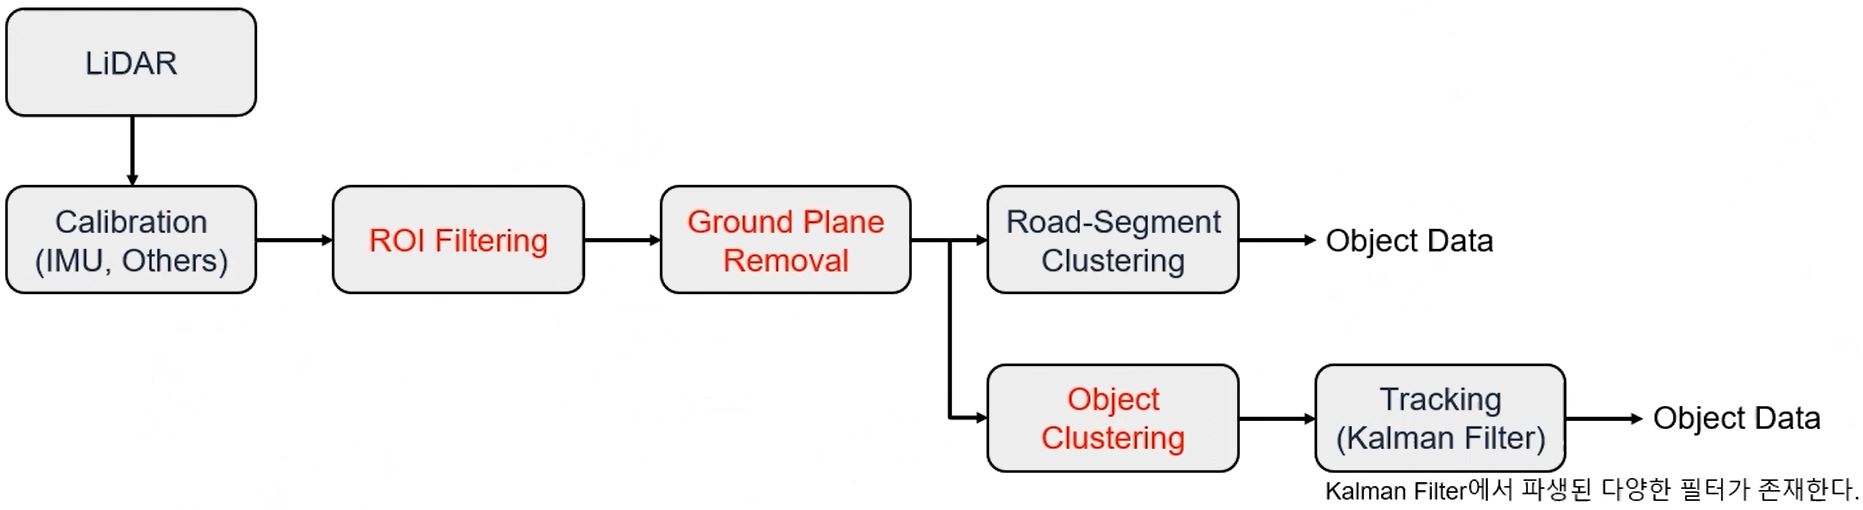 LiDAR
Calibration
(IMU, Others)
ROI Filtering
Ground Plane
Removal
Road-Segment
Clustering
Object Data
Object
Clustering
Tracking
(Kalman Filter)
Object Data
Kalman Filter에서 파생된 다양한 필터가 존재한다.